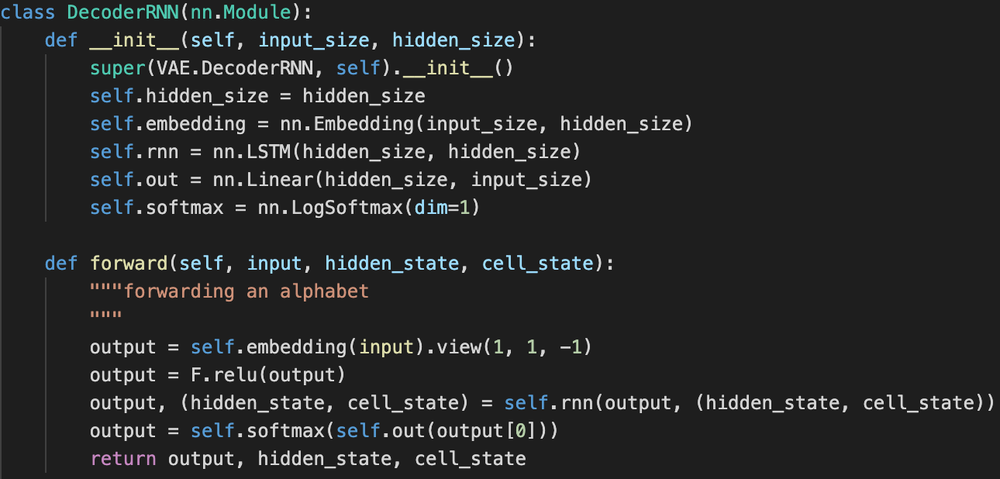 class DecoderRNN(nn.Module):
    def __init__(self, input_size, hidden_size):
        super(VAE.DecoderRNN, self).__init__()
        self.hidden_size = hidden_size
        self.embedding = nn.Embedding(input_size, hidden_size)
        self.rnn = nn.LSTM(hidden_size, hidden_size)
        self.out = nn.Linear(hidden_size, input_size)
        self.softmax = nn.LogSoftmax(dim=1)

    def forward(self, input, hidden_state, cell_state):
        """forwarding an alphabet
        """
        output = self.embedding(input).view(1, 1, -1)
        output = F.relu(output)
        output, (hidden_state, cell_state) = self.rnn(output, (hidden_state, cell_state))
        output = self.softmax(self.out(output[0]))
        return output, hidden_state, cell_state